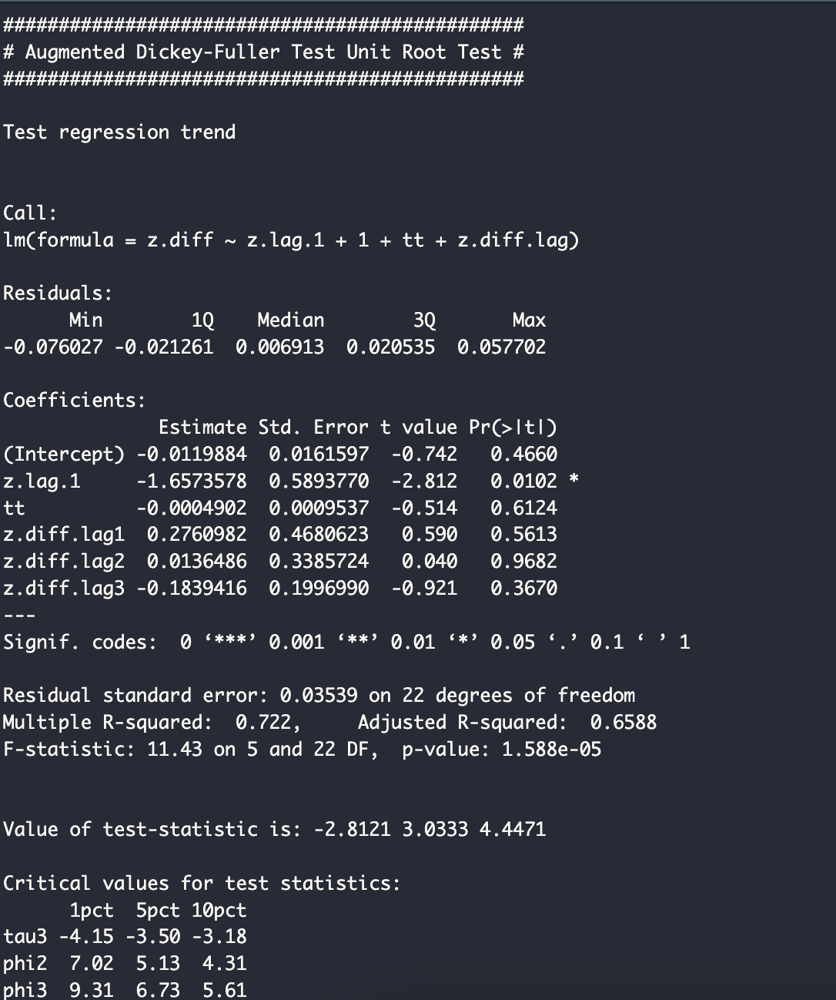 ###############################################
# Augmented Dickey-Fuller Test Unit Root Test #
###############################################
Test regression trend
Call:
lm(formula = z.diff ~ z.lag.1 + 1 + tt + z.diff.lag)
Residuals:
      Min        1Q    Median        3Q       Max
-0.076027 -0.021261  0.006913  0.020535  0.057702
Coefficients:
              Estimate Std. Error t value Pr(>|t|)
(Intercept) -0.0119884  0.0161597  -0.742   0.4660
z.lag.1     -1.6573578  0.5893770  -2.812   0.0102 *
tt          -0.0004902  0.0009537  -0.514   0.6124
z.diff.lag1  0.2760982  0.4680623   0.590   0.5613
z.diff.lag2  0.0136486  0.3385724   0.040   0.9682
z.diff.lag3 -0.1839416  0.1996990  -0.921   0.3670
---
Signif. codes:  0 ‘***’ 0.001 ‘**’ 0.01 ‘*’ 0.05 ‘.’ 0.1 ‘ ’ 1
Residual standard error: 0.03539 on 22 degrees of freedom
Multiple R-squared:  0.722,     Adjusted R-squared:  0.6588
F-statistic: 11.43 on 5 and 22 DF,  p-value: 1.588e-05
Value of test-statistic is: -2.8121 3.0333 4.4471
Critical values for test statistics:
      1pct  5pct 10pct
tau3 -4.15 -3.50 -3.18
phi2  7.02  5.13  4.31
phi3  9.31  6.73  5.61